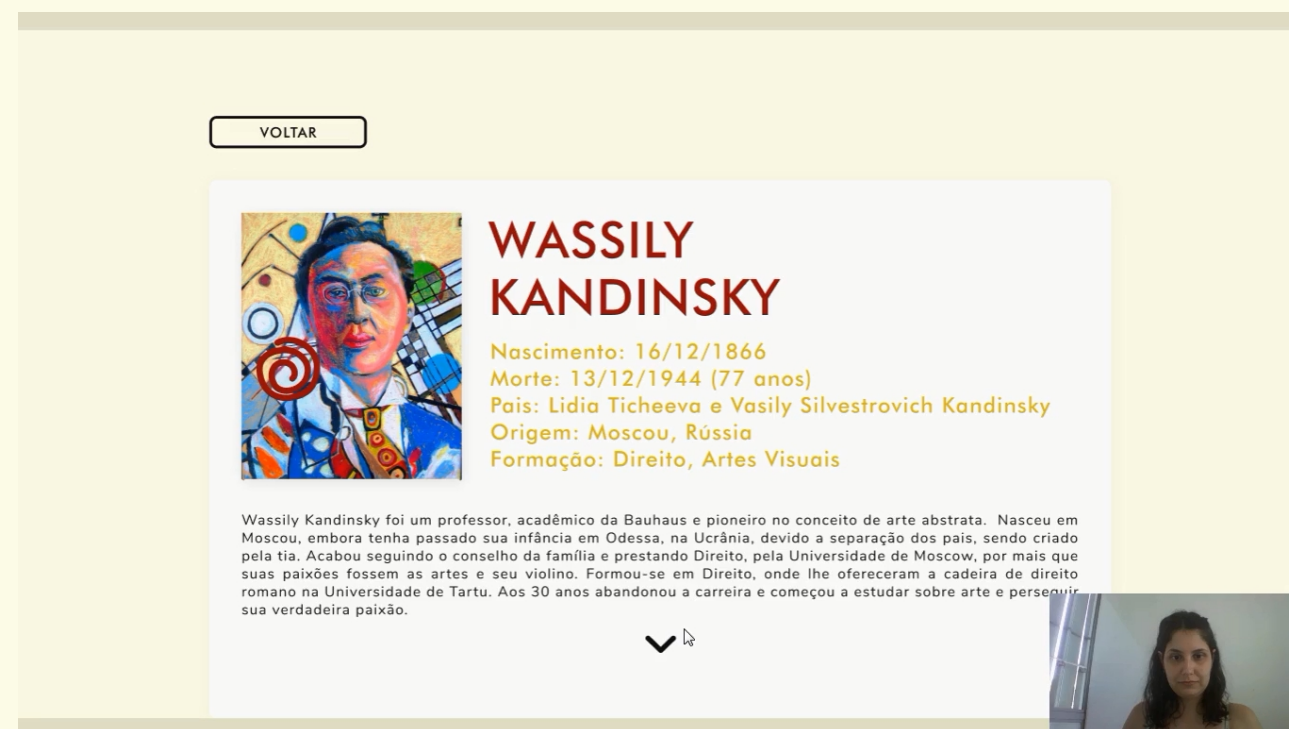 VOLTAR
WASSILY
KANDINSKY
Nascimento: 16/12/1866
Morte: 13/12/1944 (77 anos)
Pais: Lidia Ticheeva e Vasily Silvestrovich Kandinsky
Origem: Moscou, Rússia
Formação: Direito, Artes Visuais
Wassily Kandinsky foi um professor, acadêmico da Bauhaus e pioneiro no conceito de arte abstrata. Nasceu em
Moscou, embora tenha passado sua infância em Odessa, na Ucrânia, devido a separação dos pais, sendo criado
pela tia. Acabou seguindo o conselho da família e prestando Direito, pela Universidade de Moscow, por mais que
suas paixões fossem as artes e seu violino. Formou-se em Direito, onde lhe ofereceram a cadeira de direito
romano na Universidade de Tartu. Aos 30 anos abandonou a carreira e começou a estudar sobre arte e perseguir
sua verdadeira paixão.